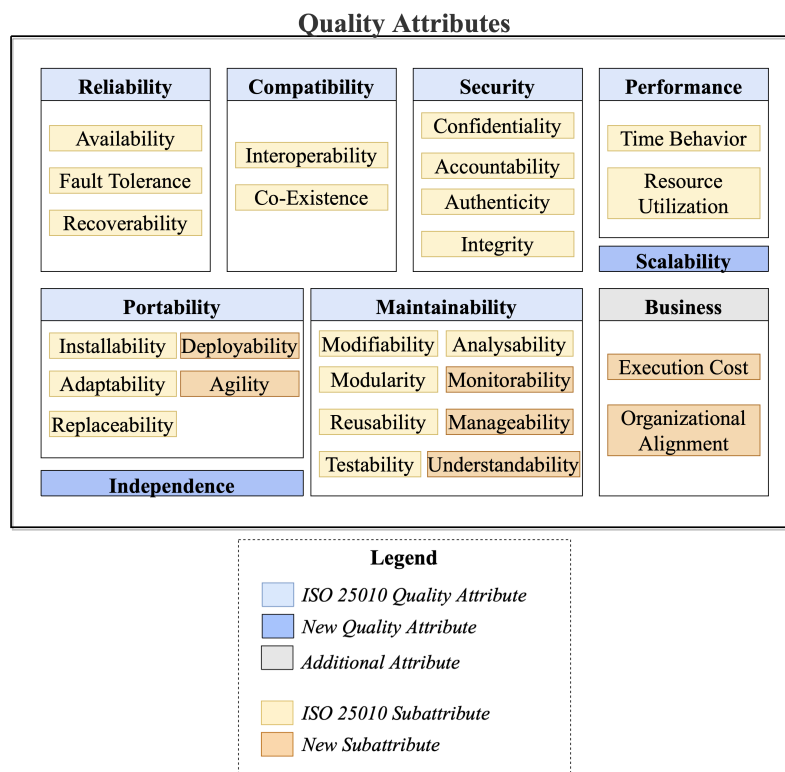 Quality Attributes
Reliability
Availability
Fault Tolerance
Recoverability
Compatibility
Interoperability
Co-Existence
Security
Confidentiality
Accountability
Authenticity
Integrity
Performance
Time Behavior
Resource
Utilization
Scalability
Portability
Installability
Deployability
Adaptability
Agility
Replaceability
Independence
Maintainability
Modifiability
Analysability
Modularity
Monitorability
Reusability
Manageability
Testability
Understandability
Business
Execution Cost
Organizational
Alignment
Legend
ISO 25010 Quality Attribute
New Quality Attribute
Additional Attribute
ISO 25010 Subattribute
New Subattribute